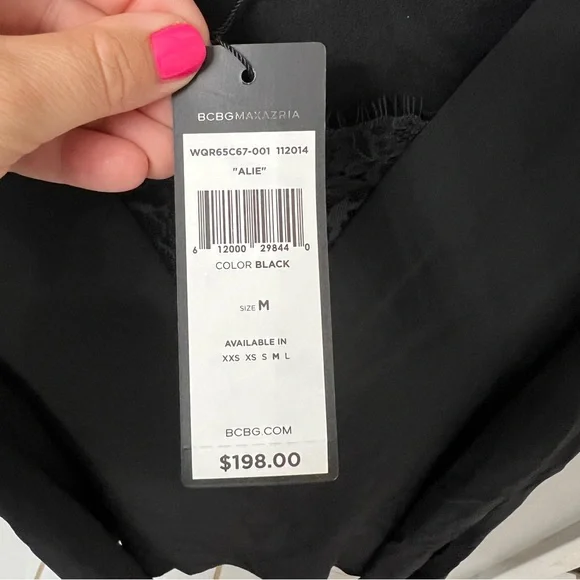 BCBGMAXAZRIA
WQR65C67-001 112014
"ALIE"
6 12000 29844 0
COLOR BLACK
SIZE M
AVAILABLE IN
XXS XS S M L
BCBG.COM
$198.00